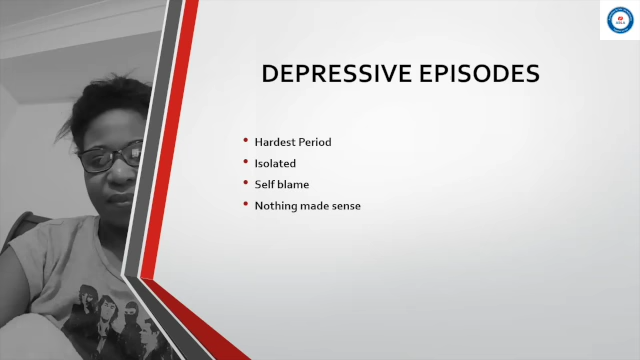 DEPRESSIVE EPISODES
• Hardest Period
• Isolated
• Self blame
• Nothing made sense